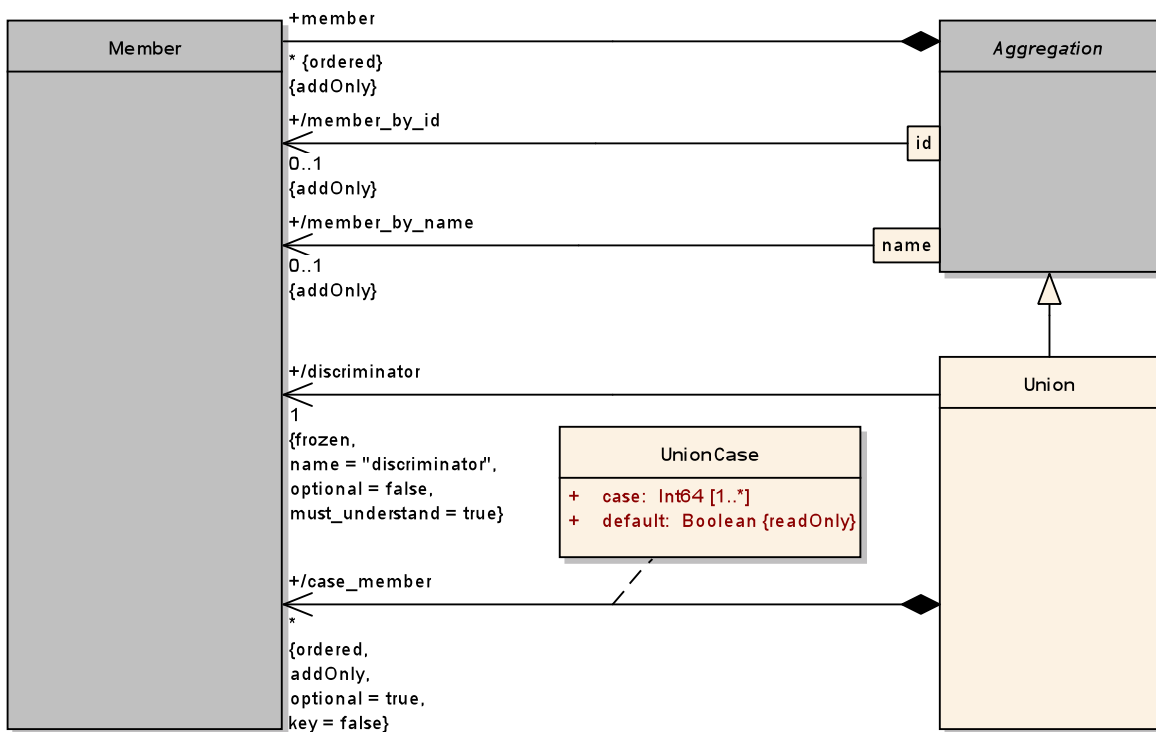 +member
Member
Aggregation
* {ordered}
{addOnly}
+/member_by_id
id
0..1
{addOnly}
+/member_by_name
name
0..1
{addOnly}
+/discriminator
Union
1
{frozen,
name = "discriminator",
optional = false,
must_understand = true}
UnionCase
+ case: Int64 [1..*]
+ default: Boolean {readOnly}
+/case_member
*
{ordered,
addOnly,
optional = true,
key = false}